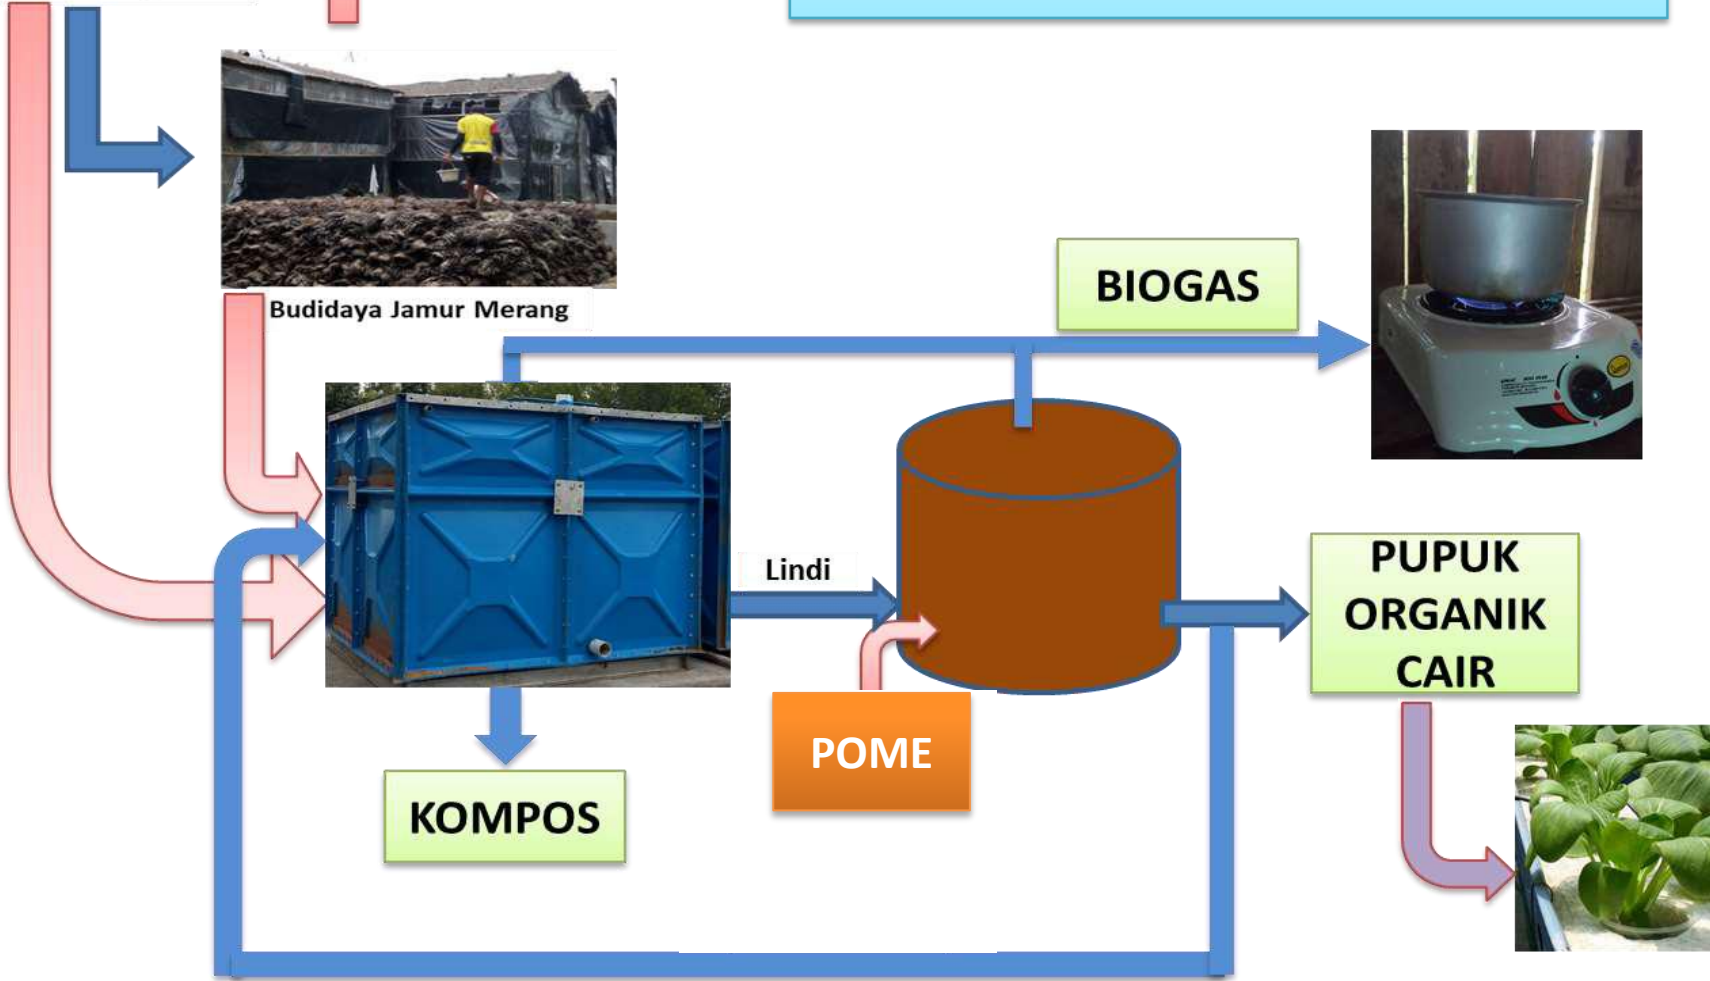 Budidaya Jamur Merang
BIOGAS
Lindi
PUPUK
ORGANIK
CAIR
POME
KOMPOS